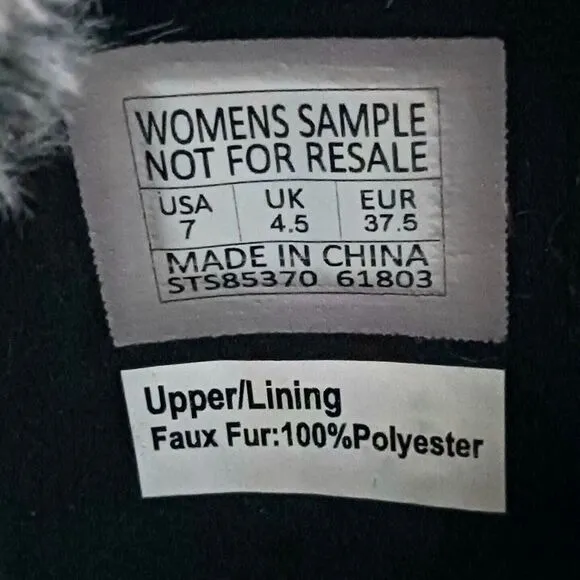 WOMENS SAMPLE
NOT FOR RESALE
USA UK EUR
7 4.5 37.5
MADE IN CHINA
STS85370 61803
Upper/Lining
Faux Fur:100%Polyester